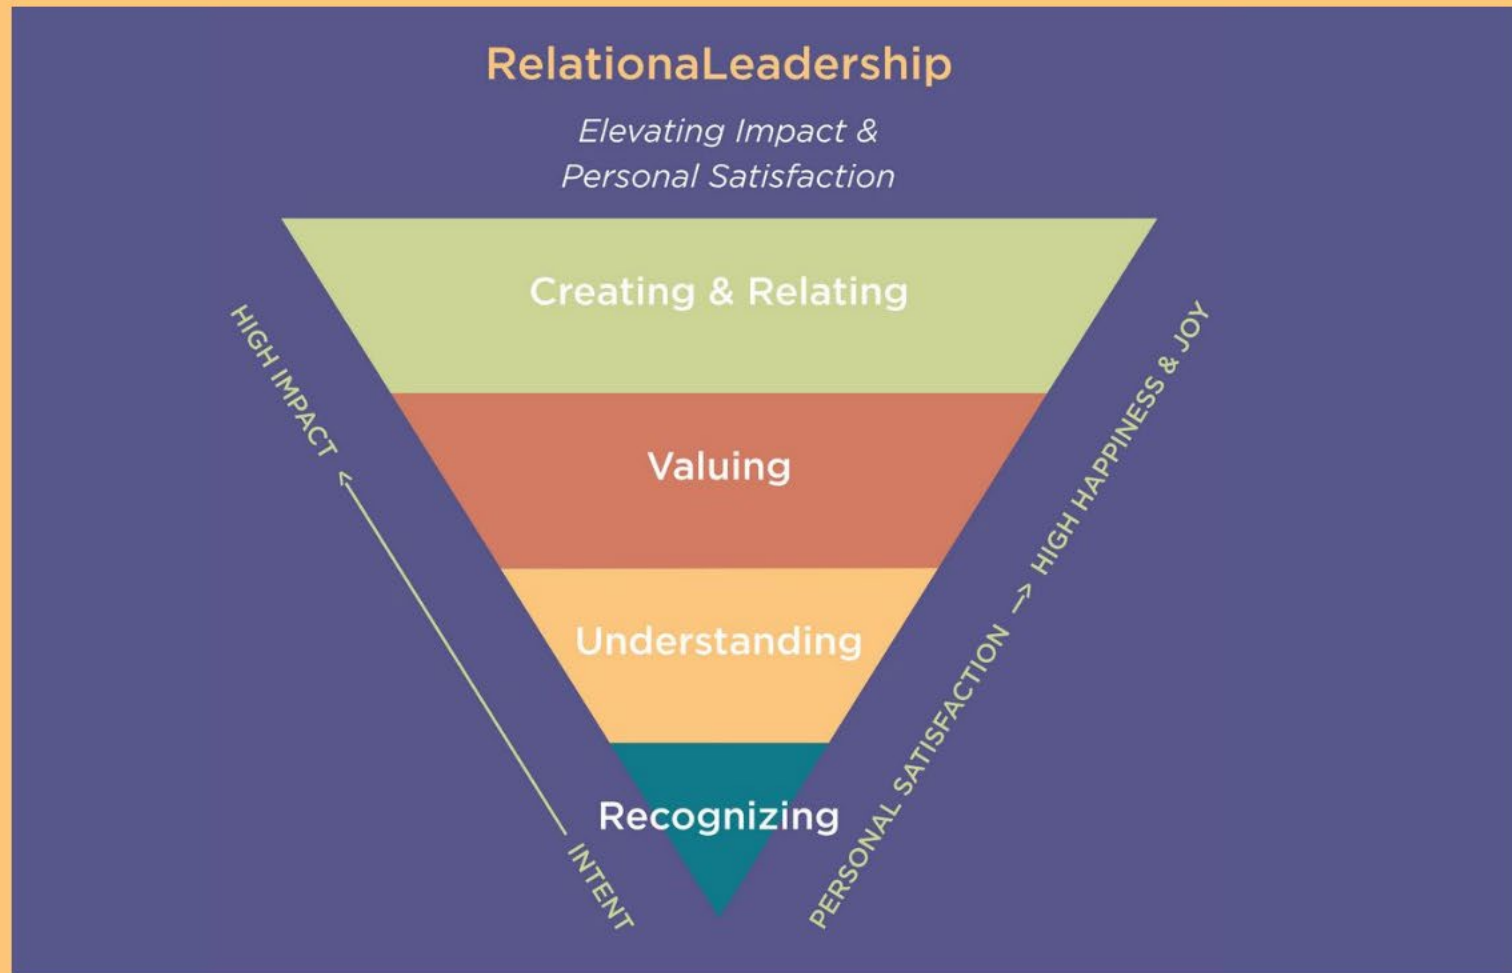 RelationaLeadership
Elevating Impact &
Personal Satisfaction
Creating & Relating
Valuing
Understanding
Recognizing
INTENT → HIGH IMPACT
PERSONAL SATISFACTION → HIGH HAPPINESS & JOY